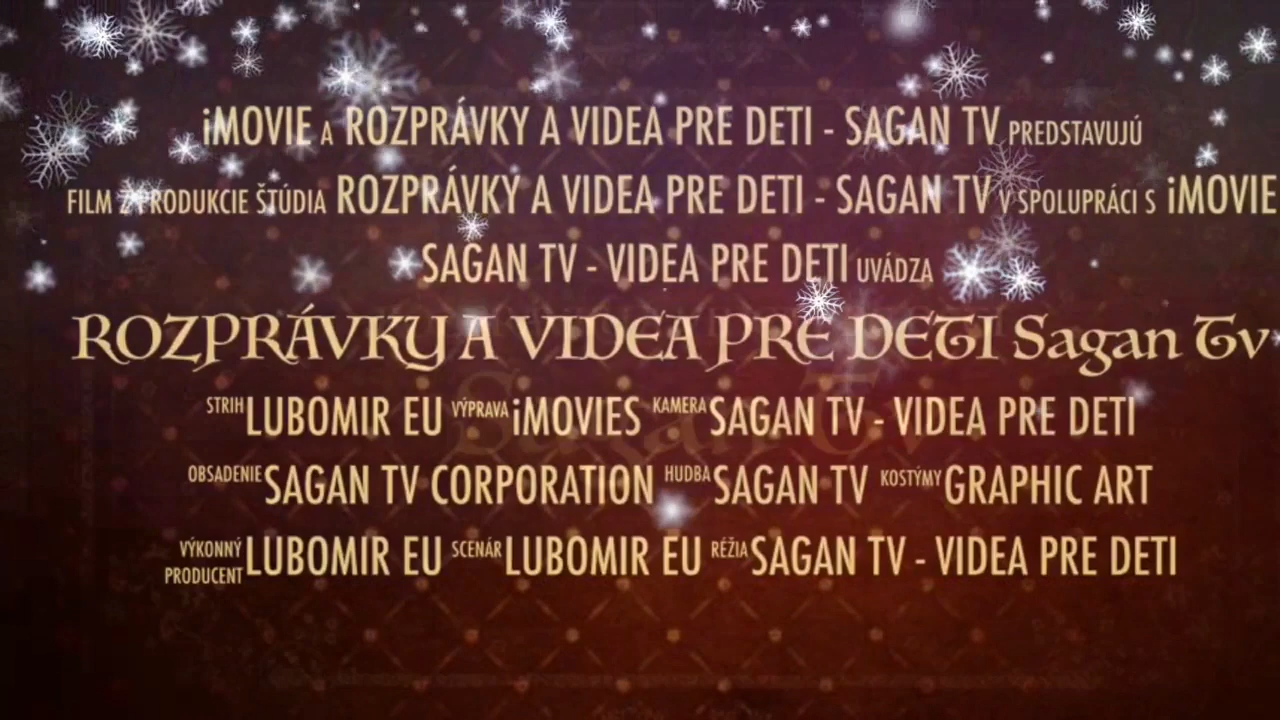 iMOVIE A ROZPRÁVKY A VIDEA PRE DETI - SAGAN TV PREDSTAVUJÚ
FILM Z PRODUKCIE ŠTÚDIA ROZPRÁVKY A VIDEA PRE DETI - SAGAN TV V SPOLUPRÁCI S iMOVIE
SAGAN TV - VIDEA PRE DETI UVÁDZA
ROZPRÁVKY A VIDEA PRE DETI Sagan Tv
STRIH LUBOMIR EU VÝPRAVA iMOVIES KAMERA SAGAN TV - VIDEA PRE DETI
OBSADENIE SAGAN TV CORPORATION HUDBA SAGAN TV KOSTÝMY GRAPHIC ART
VÝKONNÝ PRODUCENT LUBOMIR EU SCENÁR LUBOMIR EU RÉŽIA SAGAN TV - VIDEA PRE DETI